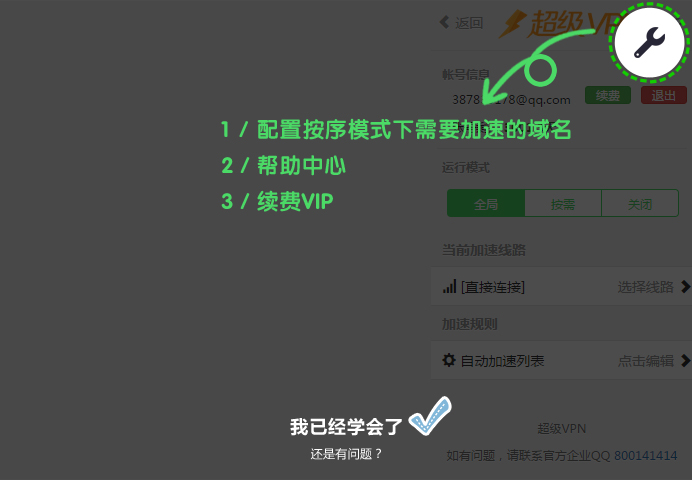 返回 超级VP
帐号信息
3878 178@qq.com 续费 退出
1 / 配置按序模式下需要加速的域名
2 / 帮助中心
3 / 续费VIP
运行模式
全局 按需 关闭
当前加速线路
[直接连接] 选择线路
加速规则
自动加速列表 点击编辑
我已经学会了
还是有问题？
超级VPN
如有问题，请联系官方企业QQ 800141414